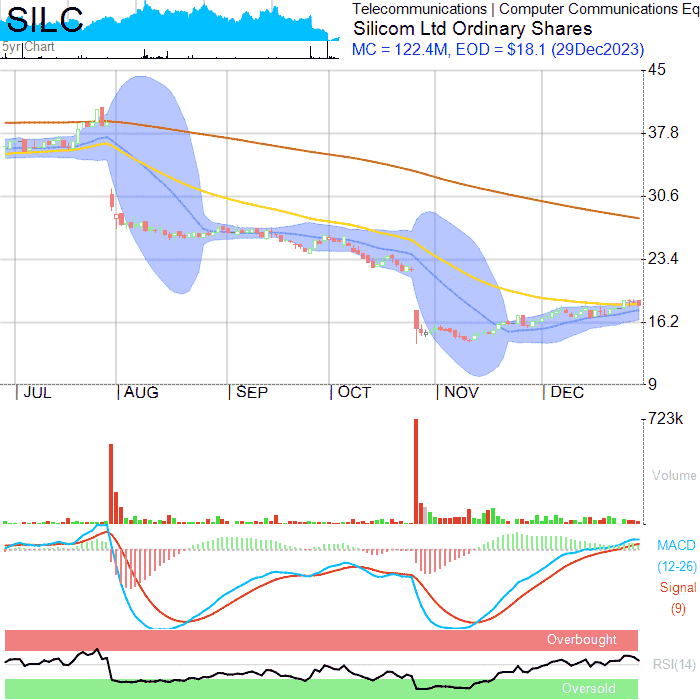 SILC
5yr Chart
Telecommunications | Computer Communications Eq
Silicom Ltd Ordinary Shares
MC = 122.4M, EOD = $18.1 (29Dec2023)
45
37.8
30.6
23.4
16.2
9
JUL AUG SEP OCT NOV DEC
723k
Volume
MACD
(12-26)
Signal
(9)
Overbought
RSI(14)
Oversold